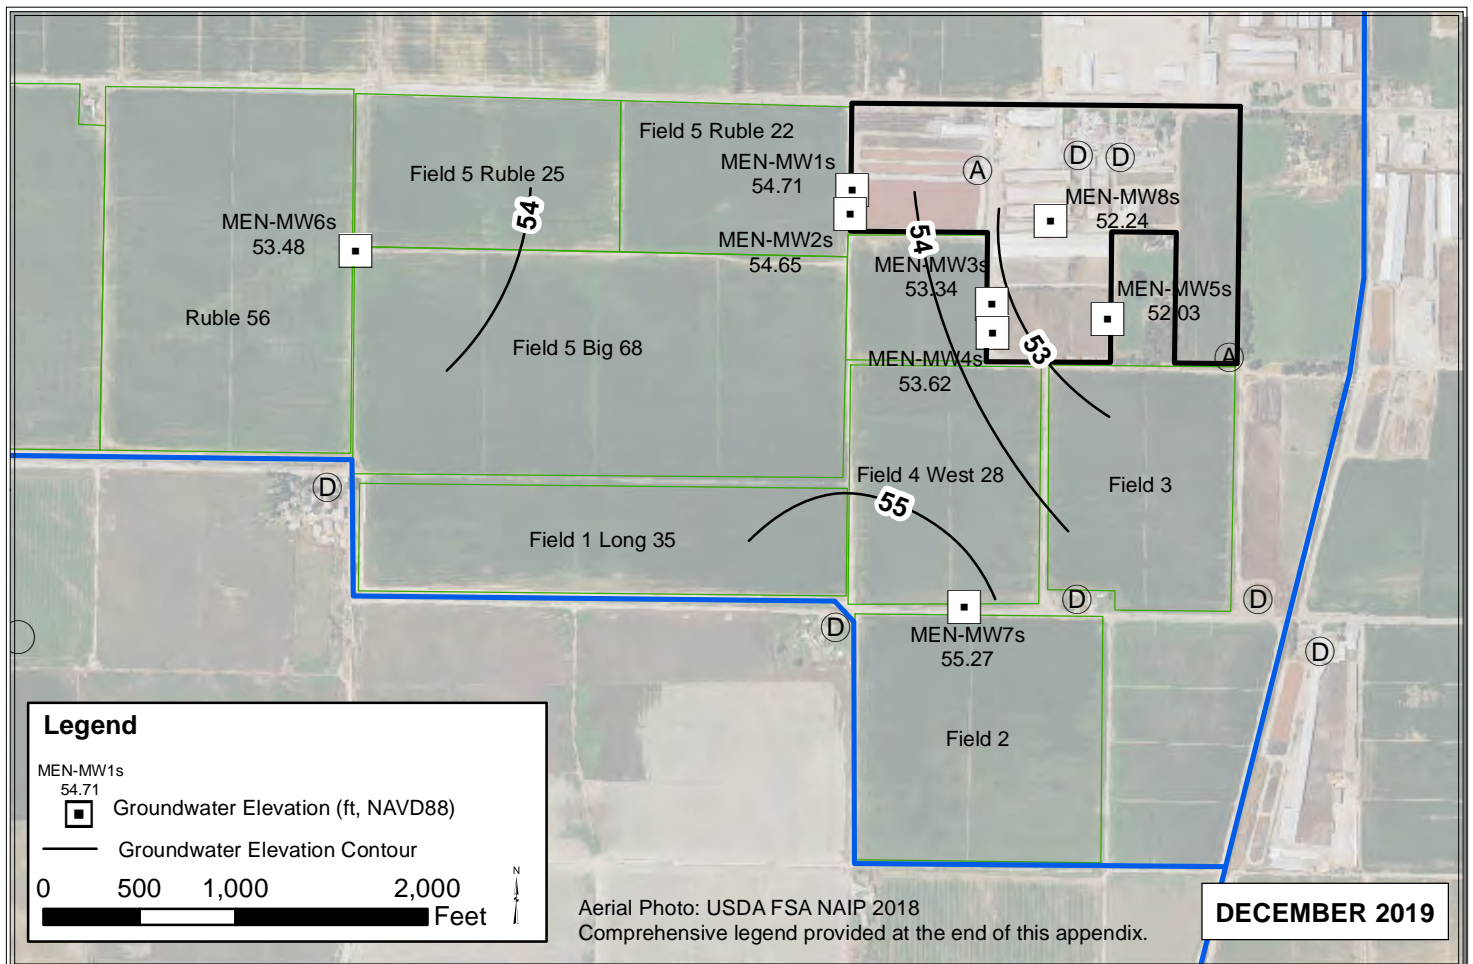 Field 5 Ruble 22
MEN-MW1s
54.71
Field 5 Ruble 25
54
MEN-MW6s
53.48
MEN-MW2s
54.65
A
D
D
MEN-MW8s
52.24
54
MEN-MW3s
53.34
MEN-MW5s
52.03
Ruble 56
Field 5 Big 68
MEN-MW4s
53.62
53
A
D
Field 4 West 28
Field 3
55
Field 1 Long 35
D
D
D
MEN-MW7s
55.27
D
Field 2
Legend
MEN-MW1s
54.71
Groundwater Elevation (ft, NAVD88)
Groundwater Elevation Contour
0 500 1,000 2,000
Feet
N
Aerial Photo: USDA FSA NAIP 2018
Comprehensive legend provided at the end of this appendix.
DECEMBER 2019